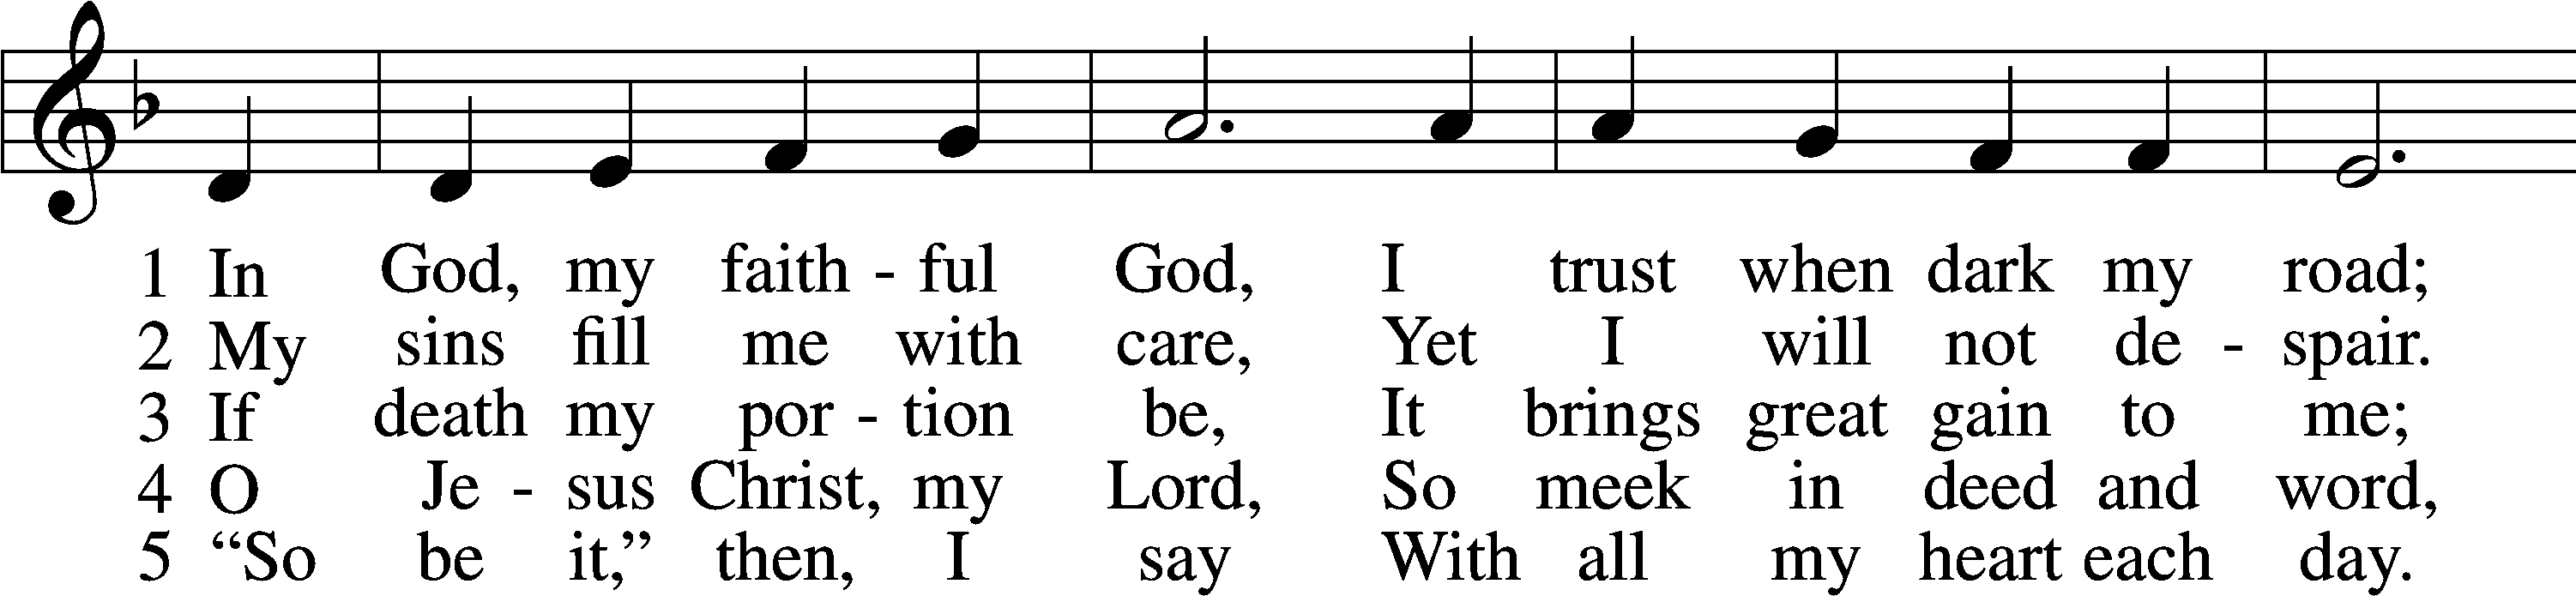 1 In God, my faith - ful God, I trust when dark my road;
2 My sins fill me with care, Yet I will not de - spair.
3 If death my por - tion be, It brings great gain to me;
4 O Je - sus Christ, my Lord, So meek in deed and word,
5 “So be it,” then, I say With all my heart each day.